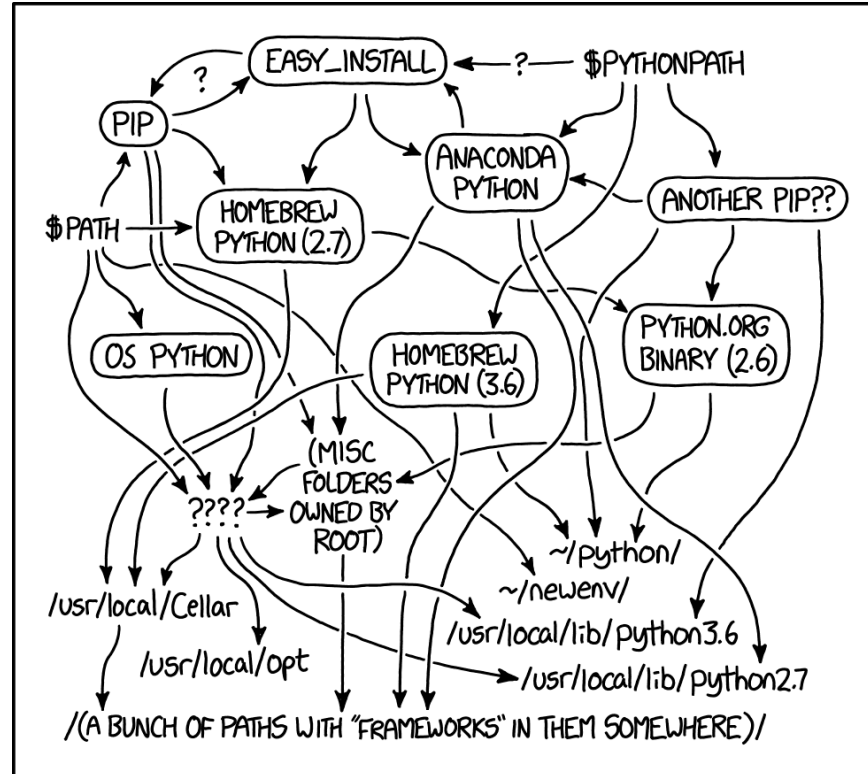 EASY_INSTALL
?
$PYTHONPATH
?
PIP
ANACONDA
PYTHON
ANOTHER PIP??
HOMEBREW
PYTHON (2.7)
$PATH
OS PYTHON
HOMEBREW
PYTHON (3.6)
PYTHON.ORG
BINARY (2.6)
(MISC
FOLDERS
OWNED BY
ROOT)
????
~/python/
~/newenv/
/usr/local/Cellar
/usr/local/lib/python3.6
/usr/local/opt
/usr/local/lib/python2.7
/(A BUNCH OF PATHS WITH "FRAMEWORKS" IN THEM SOMEWHERE)/